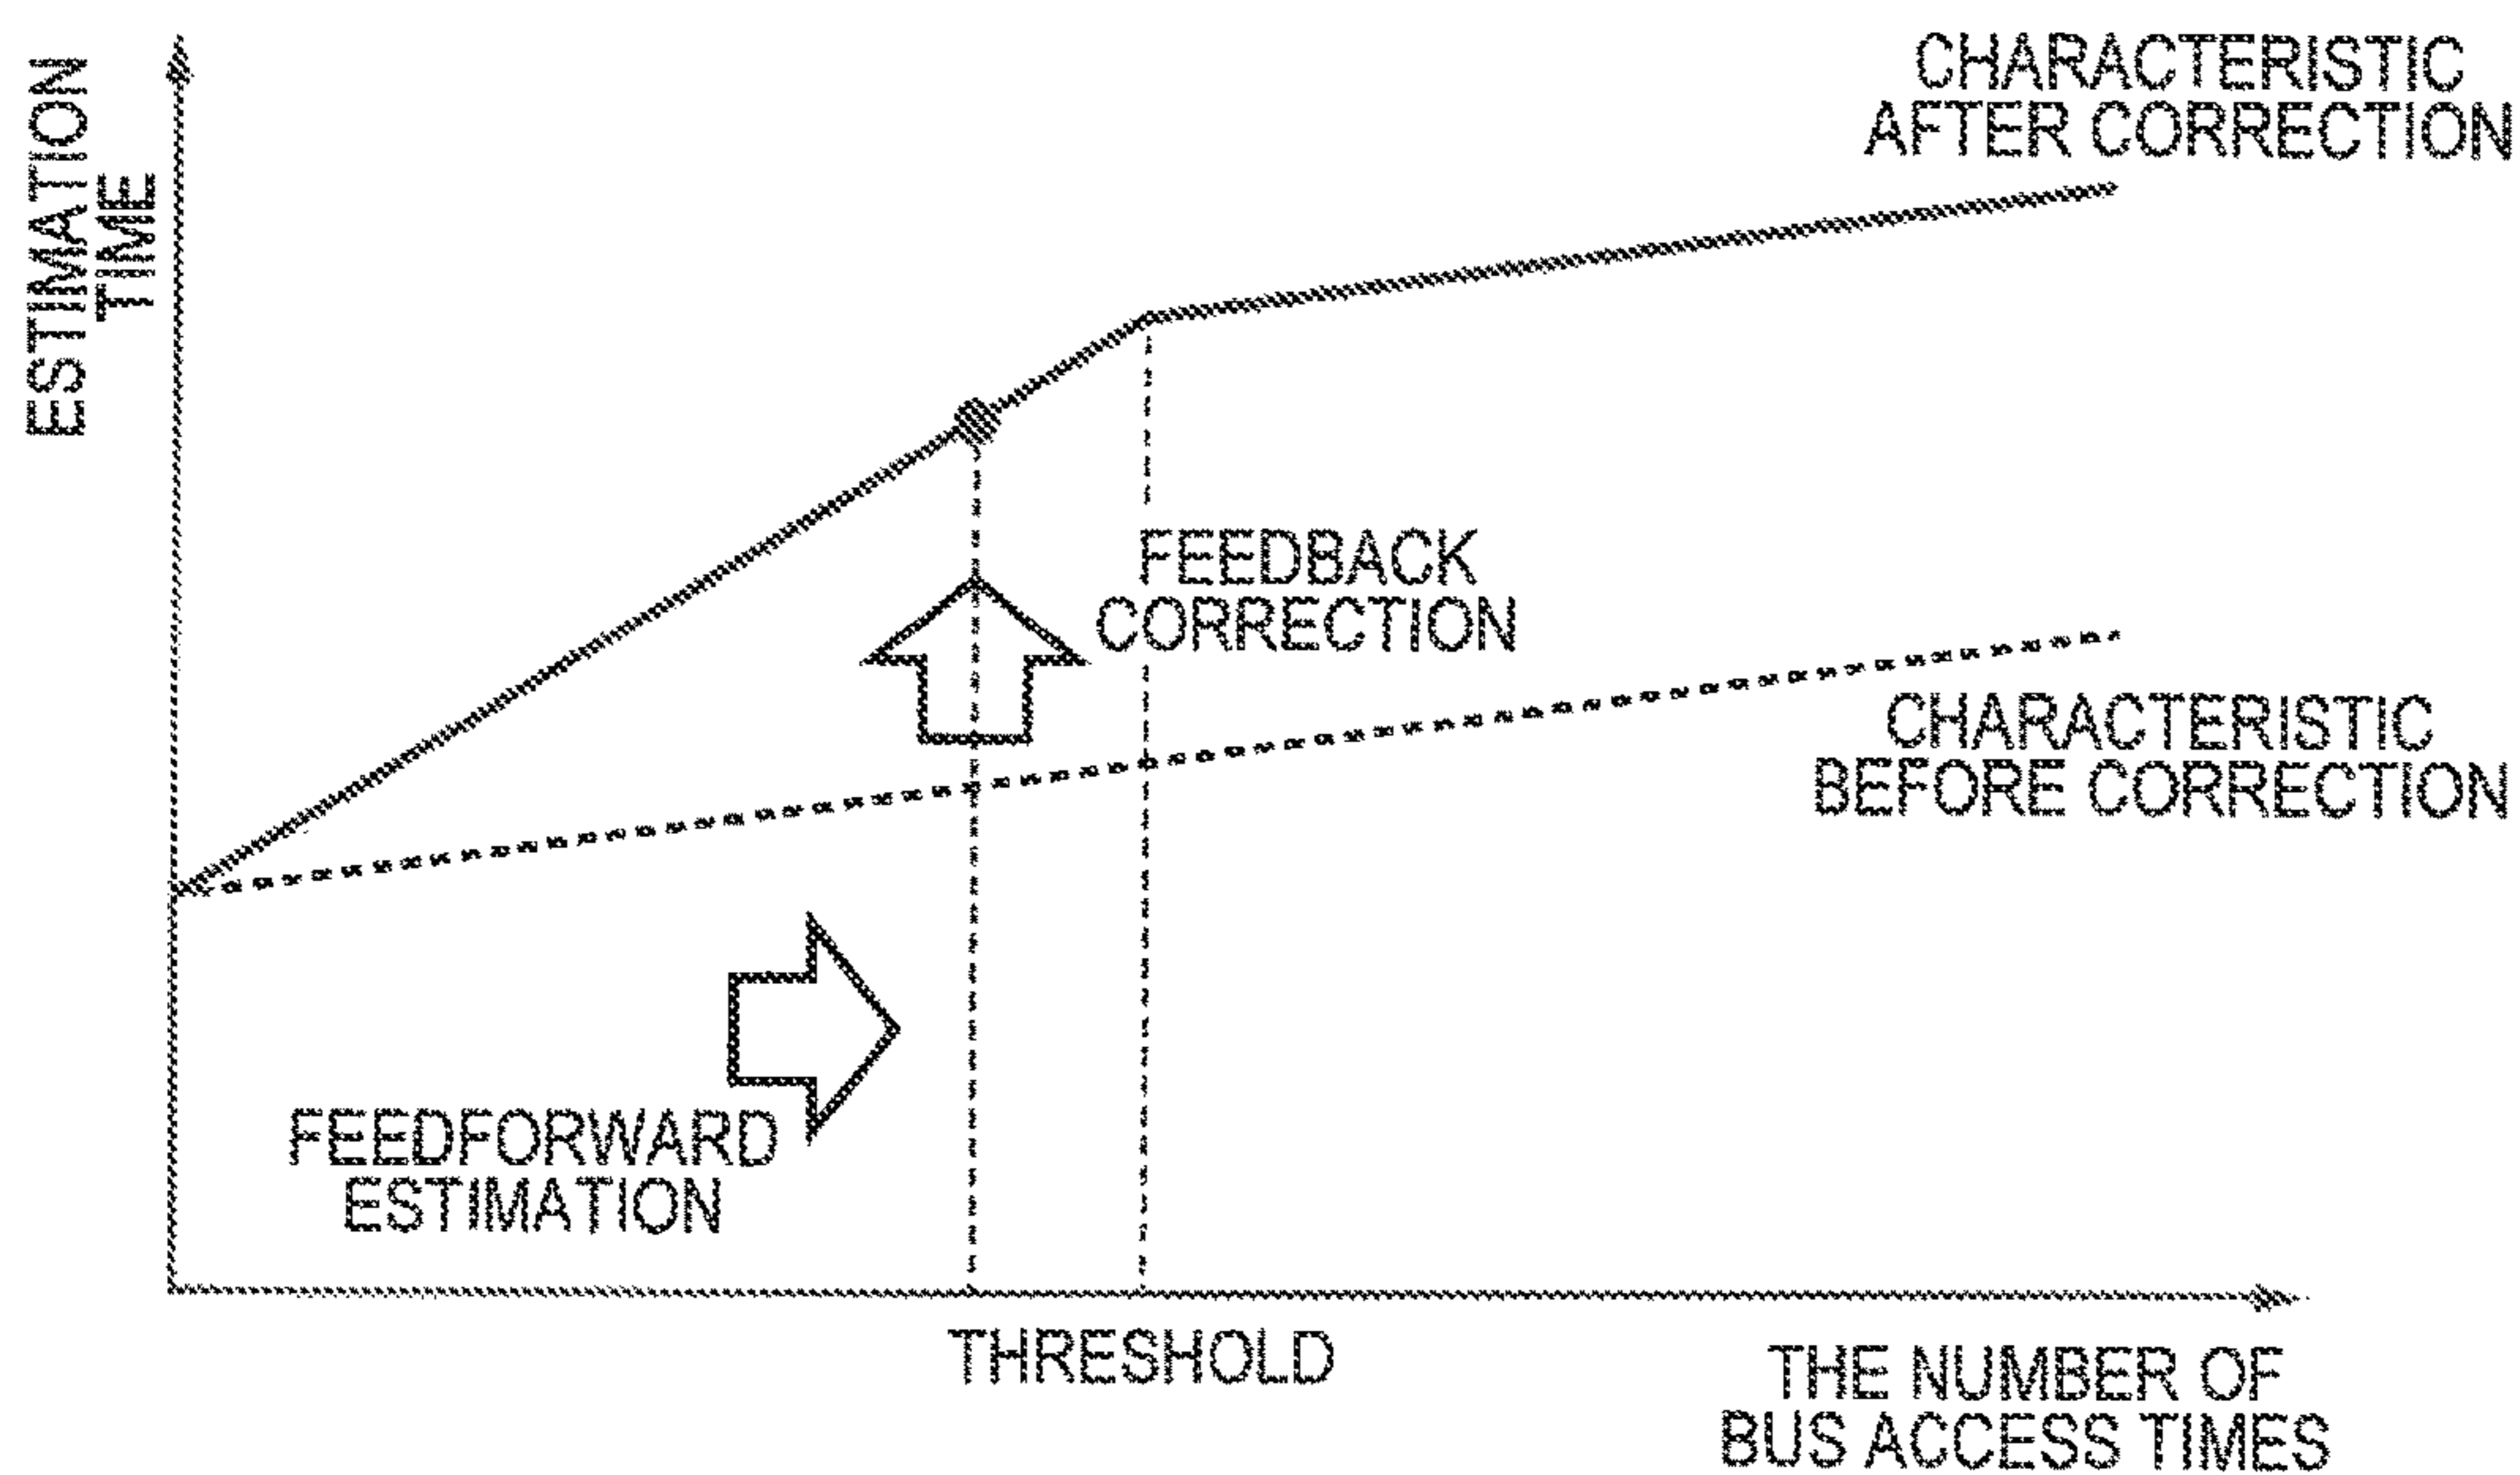 ESTIMATION
TIME
CHARACTERISTIC
AFTER CORRECTION
FEEDBACK
CORRECTION
CHARACTERISTIC
BEFORE CORRECTION
FEEDFORWARD
ESTIMATION
THRESHOLD
THE NUMBER OF
BUS ACCESS TIMES